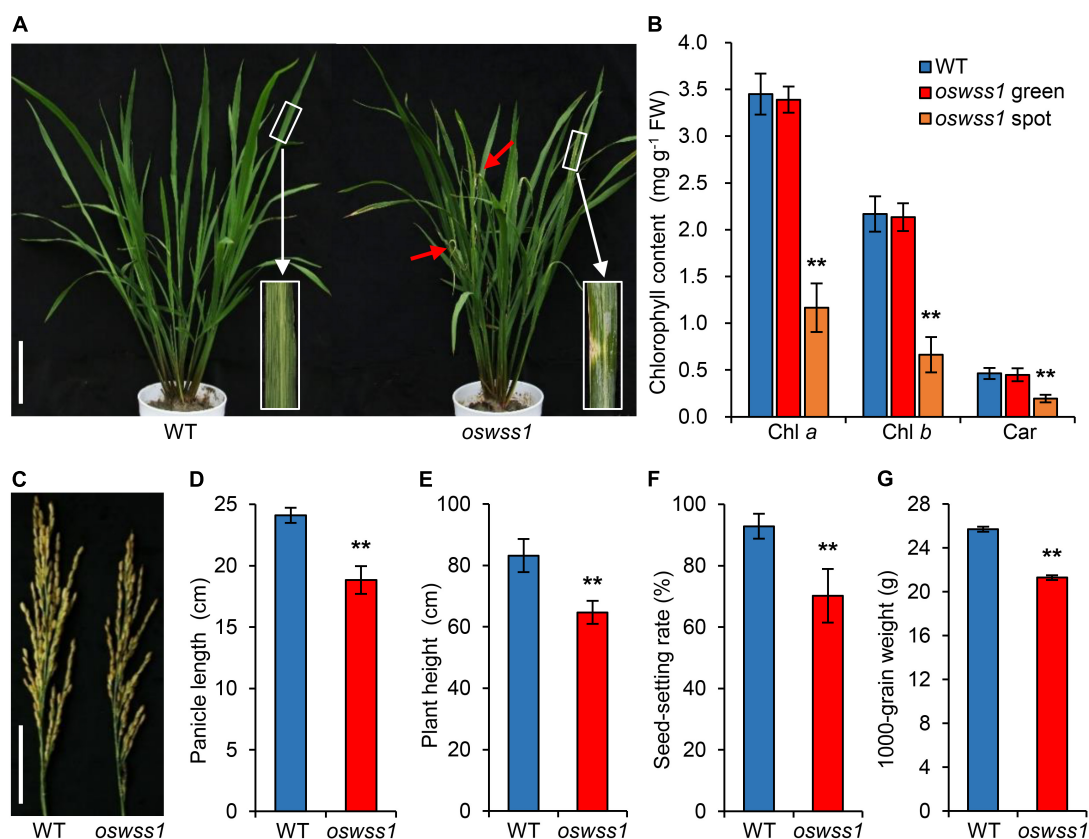 A
WT
oswss1
B
Chlorophyll content (mg g⁻¹ FW)
4.0
3.5
3.0
2.5
2.0
1.5
1.0
0.5
0.0
WT
oswss1 green
oswss1 spot
**
**
**
Chl a
Chl b
Car
C
WT
oswss1
D
Panicle length (cm)
25
20
15
10
5
0
**
WT
oswss1
E
Plant height (cm)
100
80
60
40
20
0
**
WT
oswss1
F
Seed-setting rate (%)
100
80
60
40
20
0
**
WT
oswss1
G
1000-grain weight (g)
28
24
20
16
12
8
4
0
**
WT
oswss1